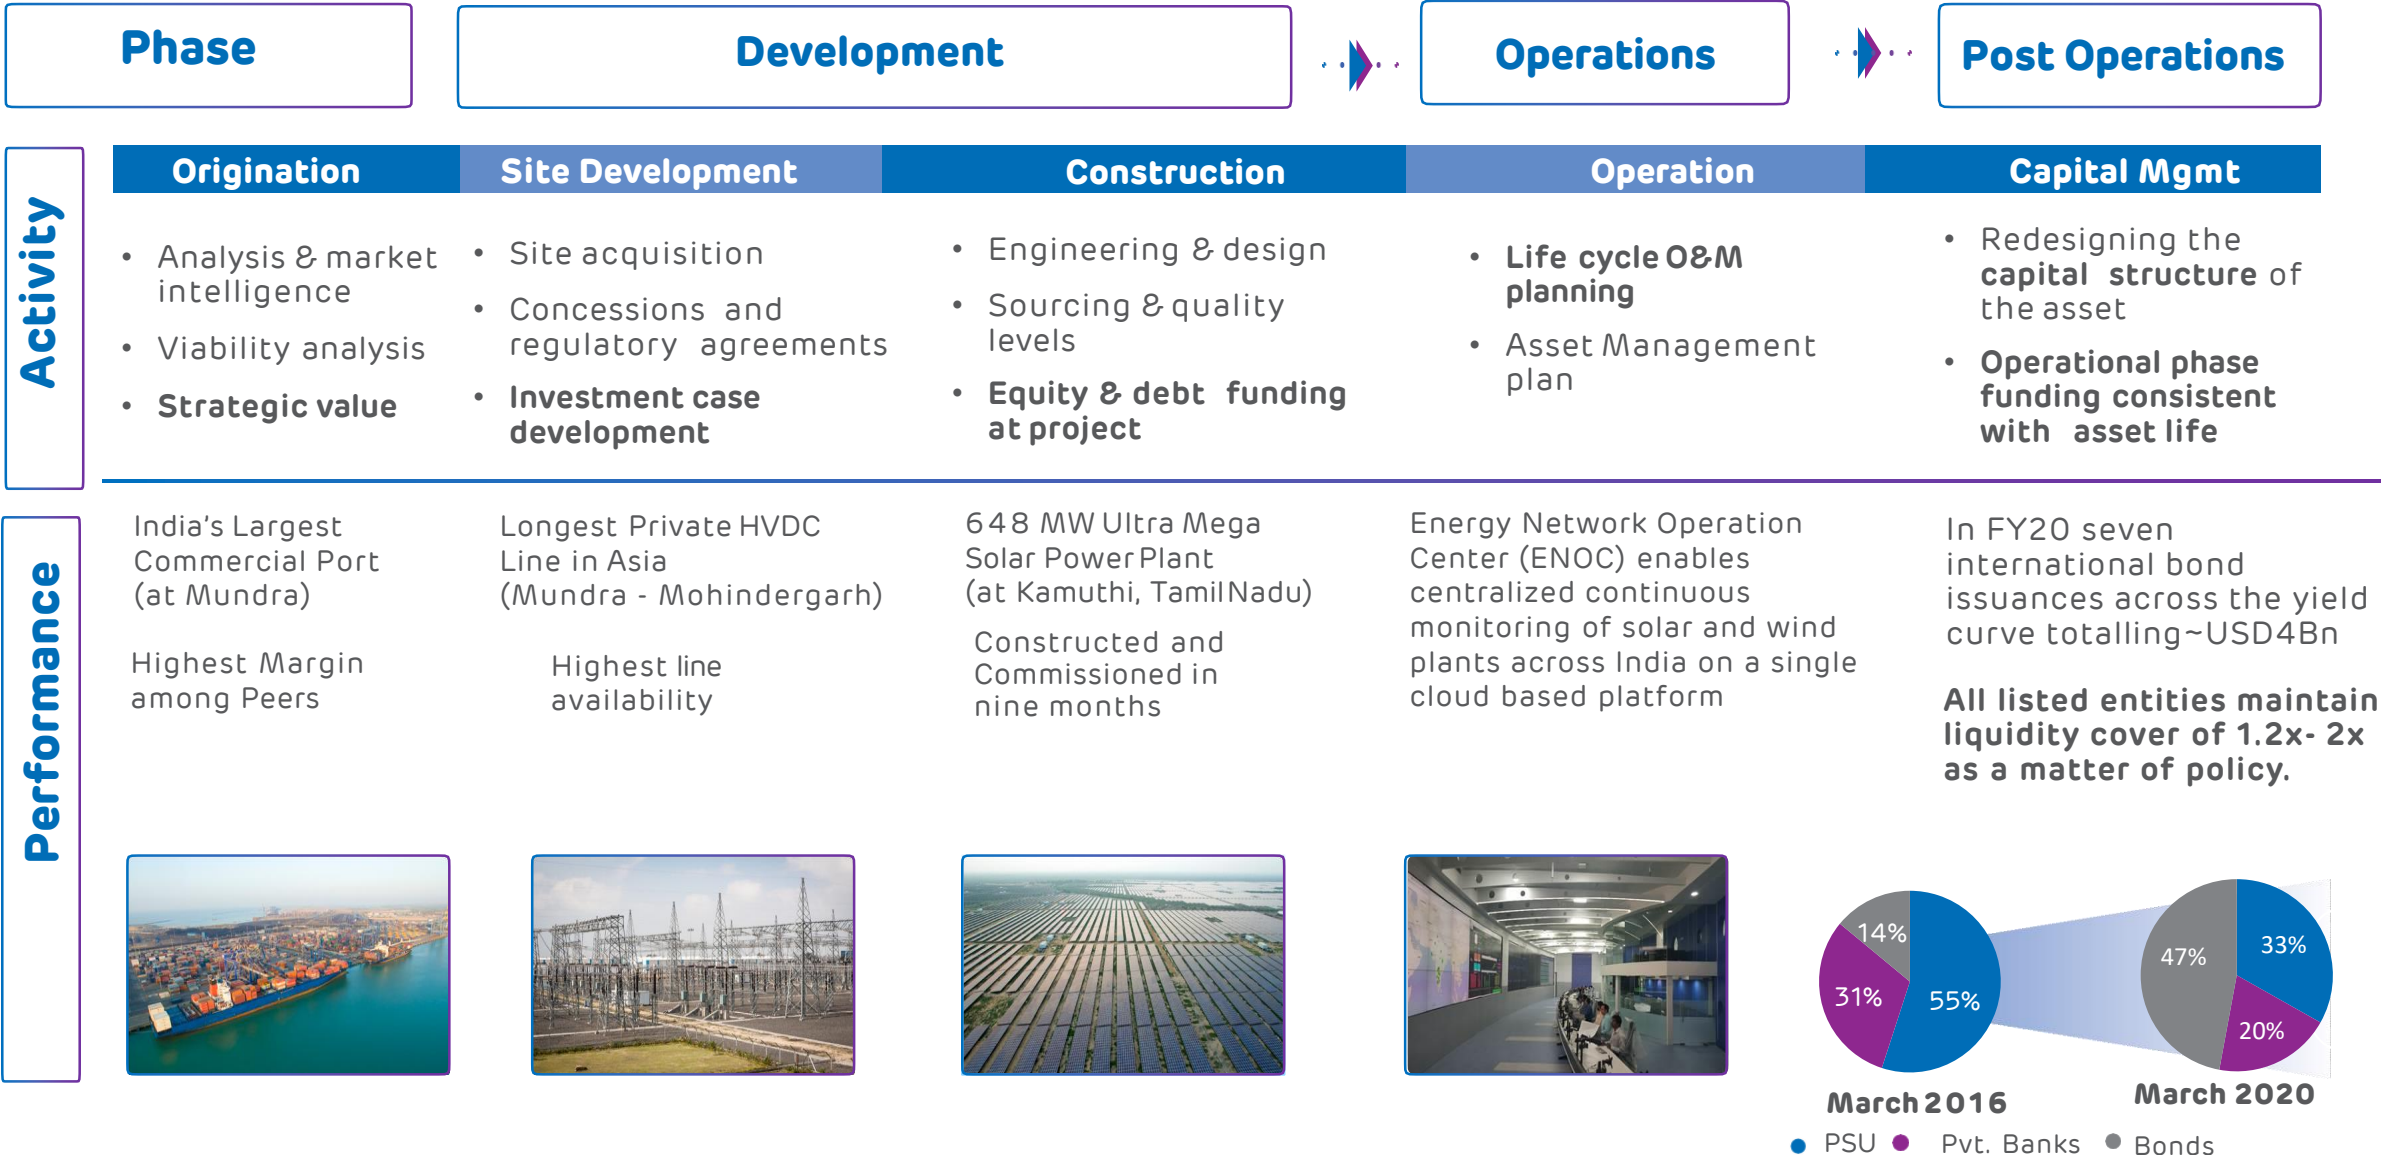 Phase
Development
Operations
Post Operations
Activity
Origination
Site Development
Construction
Operation
Capital Mgmt
• Analysis & market
intelligence
• Viability analysis
• Strategic value
• Site acquisition
• Concessions and
regulatory agreements
• Investment case
development
• Engineering & design
• Sourcing & quality
levels
• Equity & debt funding
at project
• Life cycle O&M
planning
• Asset Management
plan
• Redesigning the
capital structure of
the asset
• Operational phase
funding consistent
with asset life
Performance
India's Largest
Commercial Port
(at Mundra)
Highest Margin
among Peers
Longest Private HVDC
Line in Asia
(Mundra - Mohindergarh)
Highest line
availability
648 MW Ultra Mega
Solar Power Plant
(at Kamuthi, TamilNadu)
Constructed and
Commissioned in
nine months
Energy Network Operation
Center (ENOC) enables
centralized continuous
monitoring of solar and wind
plants across India on a single
cloud based platform
In FY20 seven
international bond
issuances across the yield
curve totalling~USD4Bn
All listed entities maintain
liquidity cover of 1.2x- 2x
as a matter of policy.
14%
31%
55%
March 2016
47%
33%
20%
March 2020
PSU
Pvt. Banks
Bonds